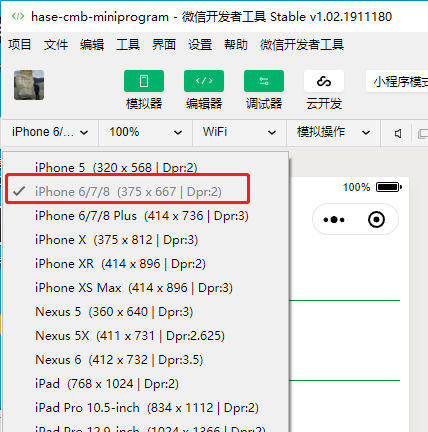 hase-cmb-miniprogram - 微信开发者工具 Stable v1.02.1911180
项目 文件 编辑 工具 界面 设置 帮助 微信开发者工具
模拟器 编辑器 调试器 云开发 小程序模式
iPhone 6/... 100% WiFi 模拟操作
iPhone 5 (320 x 568 | Dpr:2)
iPhone 6/7/8 (375 x 667 | Dpr:2)
100%
iPhone 6/7/8 Plus (414 x 736 | Dpr:3)
iPhone X (375 x 812 | Dpr:3)
iPhone XR (414 x 896 | Dpr:2)
iPhone XS Max (414 x 896 | Dpr:3)
Nexus 5 (360 x 640 | Dpr:3)
Nexus 5X (411 x 731 | Dpr:2.625)
Nexus 6 (412 x 732 | Dpr:3.5)
iPad (768 x 1024 | Dpr:2)
iPad Pro 10.5-inch (834 x 1112 | Dpr:2)
iPad Pro 12.9-inch (1024 x 1366 | Dpr:2)